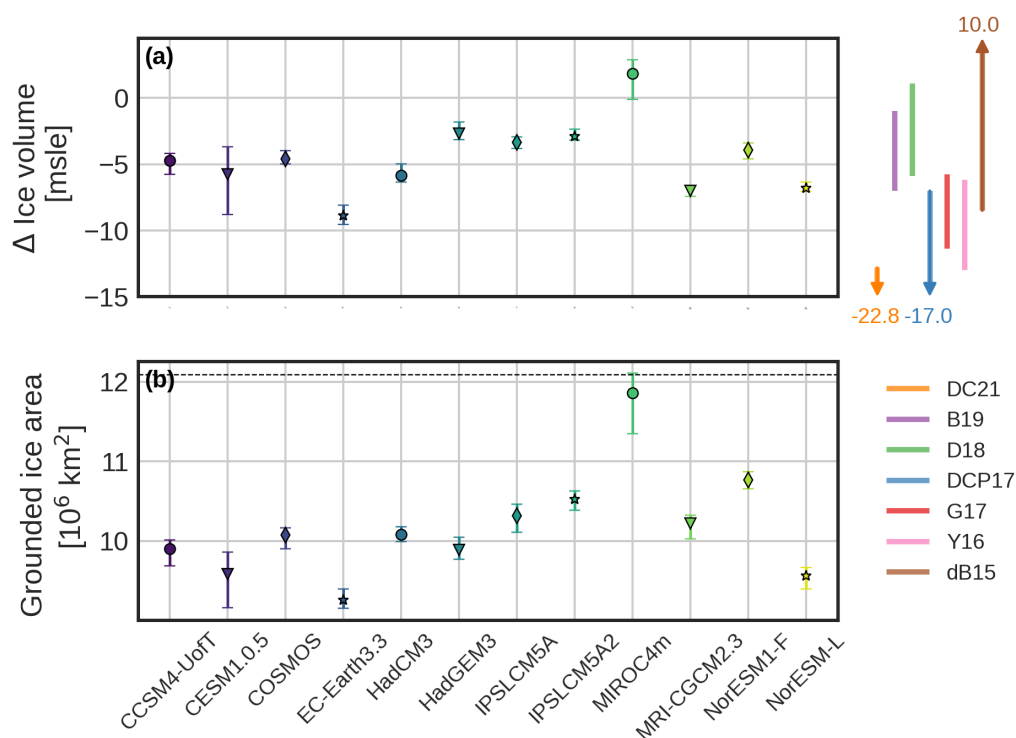 (a)
Δ Ice volume
[msle]
0
−5
−10
−15
10.0
-22.8
-17.0
(b)
Grounded ice area
[10⁶ km²]
12
11
10
CCSM4-UofT
CESM1.0.5
COSMOS
EC-Earth3.3
HadCM3
HadGEM3
IPSLCM5A
IPSLCM5A2
MIROC4m
MRI-CGCM2.3
NorESM1-F
NorESM-L
DC21
B19
D18
DCP17
G17
Y16
dB15